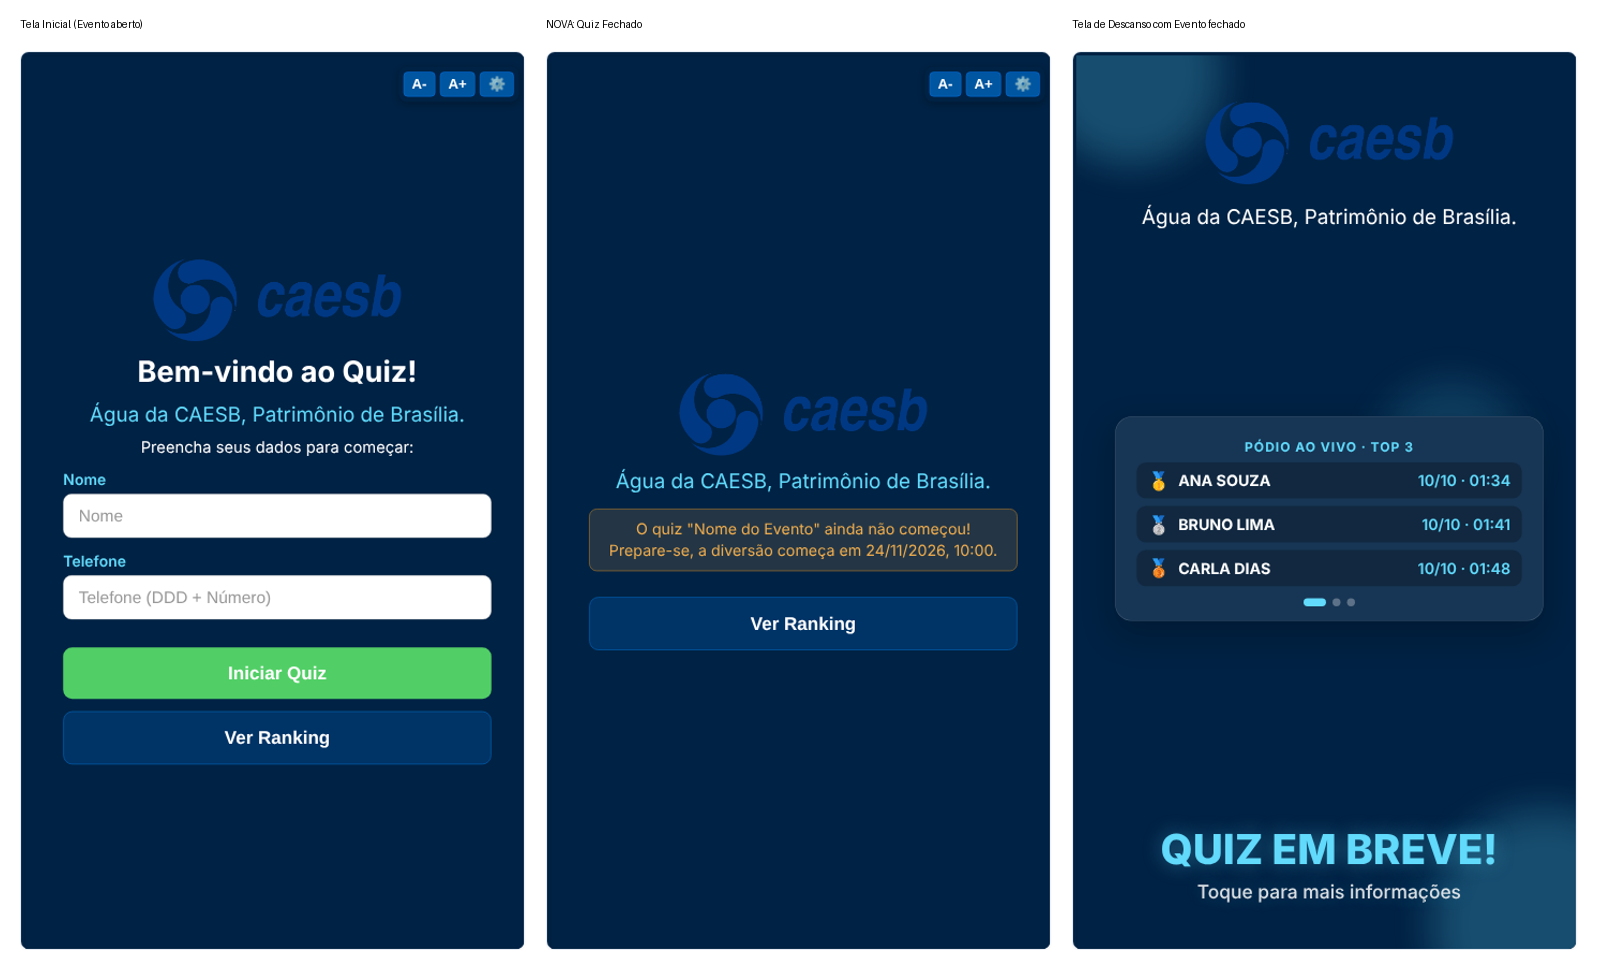 Tela Inicial (Evento aberto)
A-
A+
caesb
Bem-vindo ao Quiz!
Água da CAESB, Patrimônio de Brasília.
Preencha seus dados para começar:
Nome
Nome
Telefone
Telefone (DDD + Número)
Iniciar Quiz
Ver Ranking
NOVA: Quiz Fechado
A-
A+
caesb
Água da CAESB, Patrimônio de Brasília.
O quiz "Nome do Evento" ainda não começou!
Prepare-se, a diversão começa em 24/11/2026, 10:00.
Ver Ranking
Tela de Descanso com Evento fechado
caesb
Água da CAESB, Patrimônio de Brasília.
PÓDIO AO VIVO · TOP 3
1 ANA SOUZA 10/10 · 01:34
2 BRUNO LIMA 10/10 · 01:41
3 CARLA DIAS 10/10 · 01:48
QUIZ EM BREVE!
Toque para mais informações